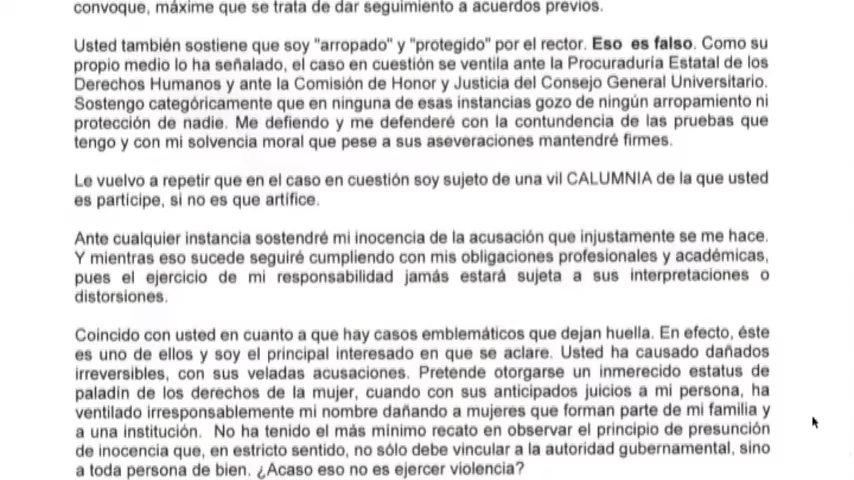 convoque, máxime que se trata de dar seguimiento a acuerdos previos.
Usted también sostiene que soy "arropado" y "protegido" por el rector. Eso es falso. Como su
propio medio lo ha señalado, el caso en cuestión se ventila ante la Procuraduría Estatal de los
Derechos Humanos y ante la Comisión de Honor y Justicia del Consejo General Universitario.
Sostengo categóricamente que en ninguna de esas instancias gozo de ningún arropamiento ni
protección de nadie. Me defiendo y me defenderé con la contundencia de las pruebas que
tengo y con mi solvencia moral que pese a sus aseveraciones mantendré firmes.
Le vuelvo a repetir que en el caso en cuestión soy sujeto de una vil CALUMNIA de la que usted
es participe, si no es que artifice.
Ante cualquier instancia sostendré mi inocencia de la acusación que injustamente se me hace.
Y mientras eso sucede seguiré cumpliendo con mis obligaciones profesionales y académicas,
pues el ejercicio de mi responsabilidad jamás estará sujeta a sus interpretaciones o
distorsiones.
Coincido con usted en cuanto a que hay casos emblemáticos que dejan huella. En efecto, éste
es uno de ellos y soy el principal interesado en que se aclare. Usted ha causado dañados
irreversibles, con sus veladas acusaciones. Pretende otorgarse un inmerecido estatus de
paladín de los derechos de la mujer, cuando con sus anticipados juicios a mi persona, ha
ventilado irresponsablemente mi nombre dañando a mujeres que forman parte de mi familia y
a una institución. No ha tenido el más mínimo recato en observar el principio de presunción
de inocencia que, en estricto sentido, no sólo debe vincular a la autoridad gubernamental, sino
a toda persona de bien. ¿Acaso eso no es ejercer violencia?